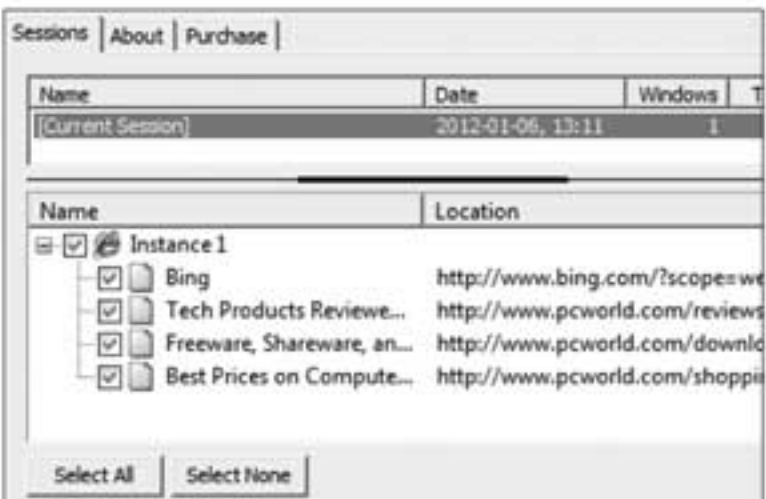 Sessions About Purchase
Name Date Windows T
[Current Session] 2012-01-06, 13:11 1
Name Location
Instance 1
Bing http://www.bing.com/?scope=we
Tech Products Reviewe... http://www.pcworld.com/reviews
Freeware, Shareware, an... http://www.pcworld.com/downlo
Best Prices on Compute... http://www.pcworld.com/shoppin
Select All Select None